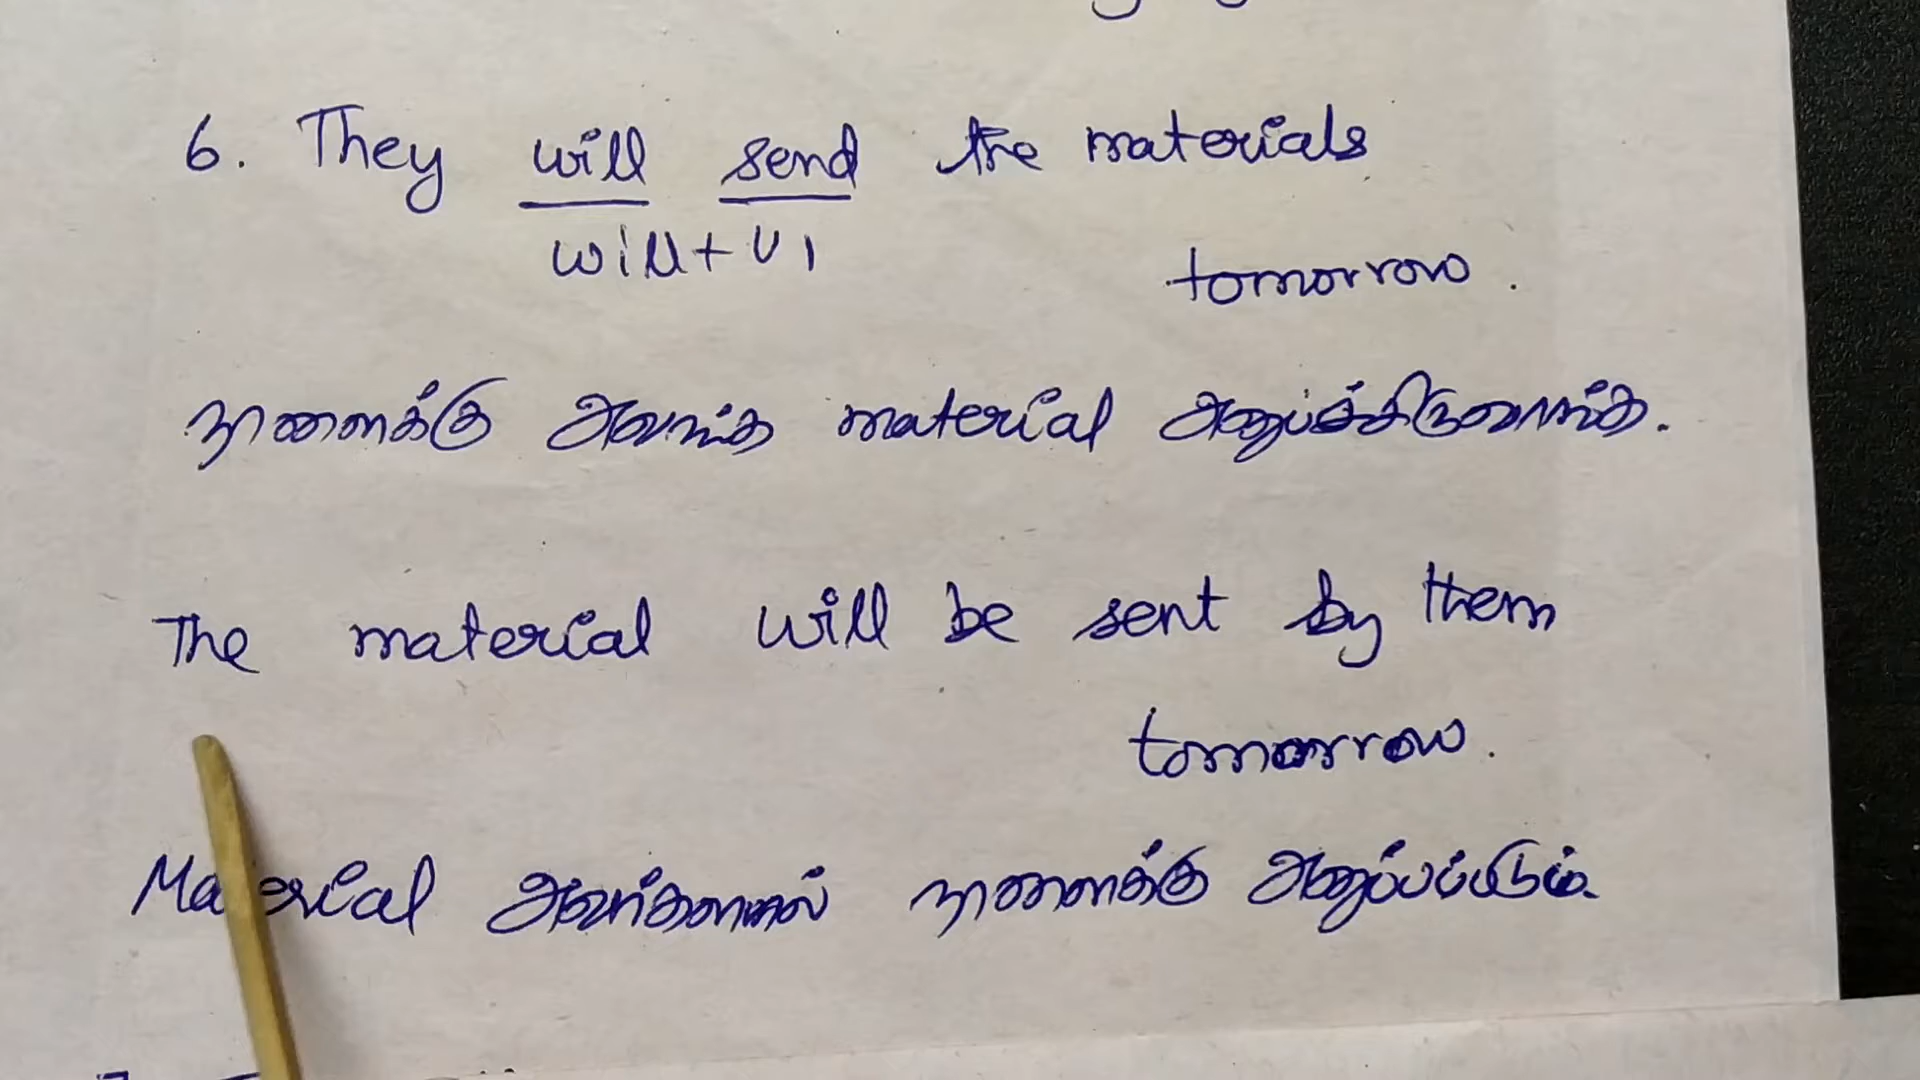 6. They will send the materials
will + V1
tomorrow.
நாளைக்கு அவங்க material அனுப்ச்சிருவாங்க.
The material will be sent by them
tomorrow.
Material அவர்களால் நாளைக்கு அனுப்பப்படும்.